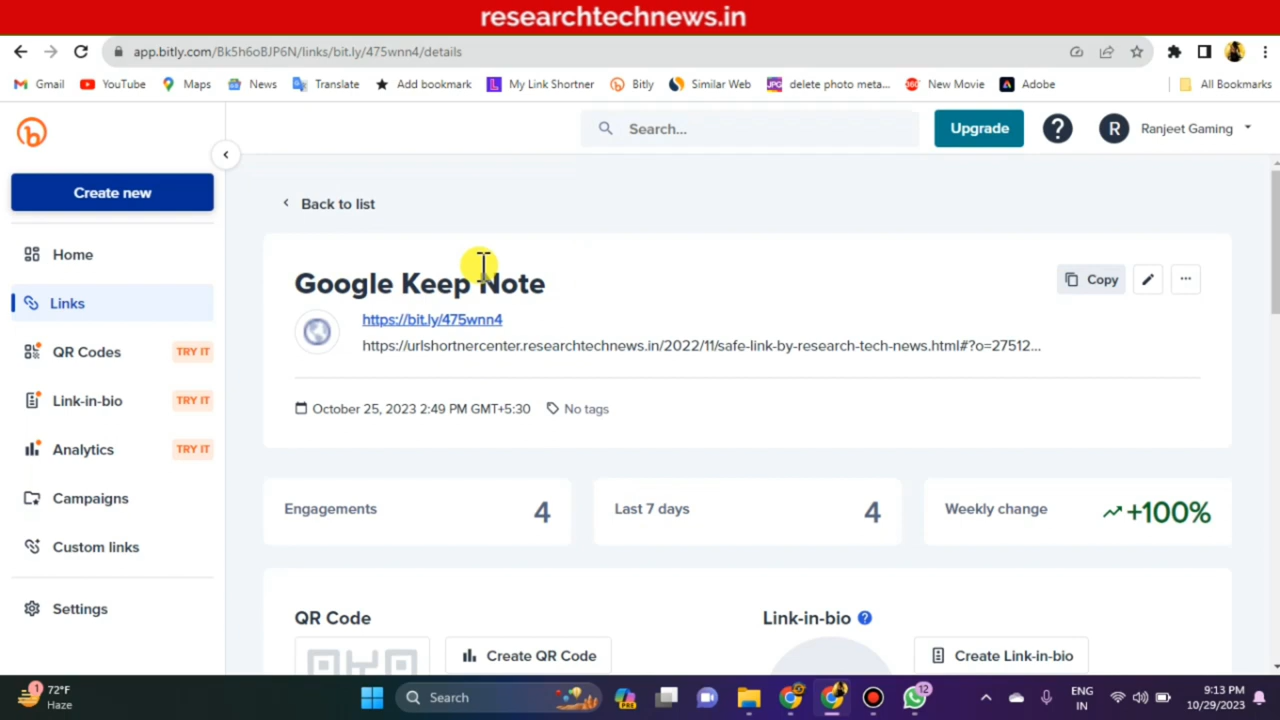 researchtechnews.in
app.bitly.com/Bk5h6oBJP6N/links/bit.ly/475wnn4/details
Gmail YouTube Maps News Translate Add bookmark My Link Shortner Bitly Similar Web JPG delete photo meta... 360 New Movie Adobe All Bookmarks
b Search... Upgrade ? R Ranjeet Gaming
Create new
Back to list
Home
Google Keep Note Copy ...
Links
https://bit.ly/475wnn4
https://urlshortnercenter.researchtechnews.in/2022/11/safe-link-by-research-tech-news.html#?o=27512...
QR Codes TRY IT
Link-in-bio TRY IT
October 25, 2023 2:49 PM GMT+5:30 No tags
Analytics TRY IT
Campaigns
Engagements 4 Last 7 days 4 Weekly change +100%
Custom links
Settings
QR Code Link-in-bio ?
Create QR Code Create Link-in-bio
1 72°F Haze Search PRE 12 ENG IN 9:13 PM 10/29/2023